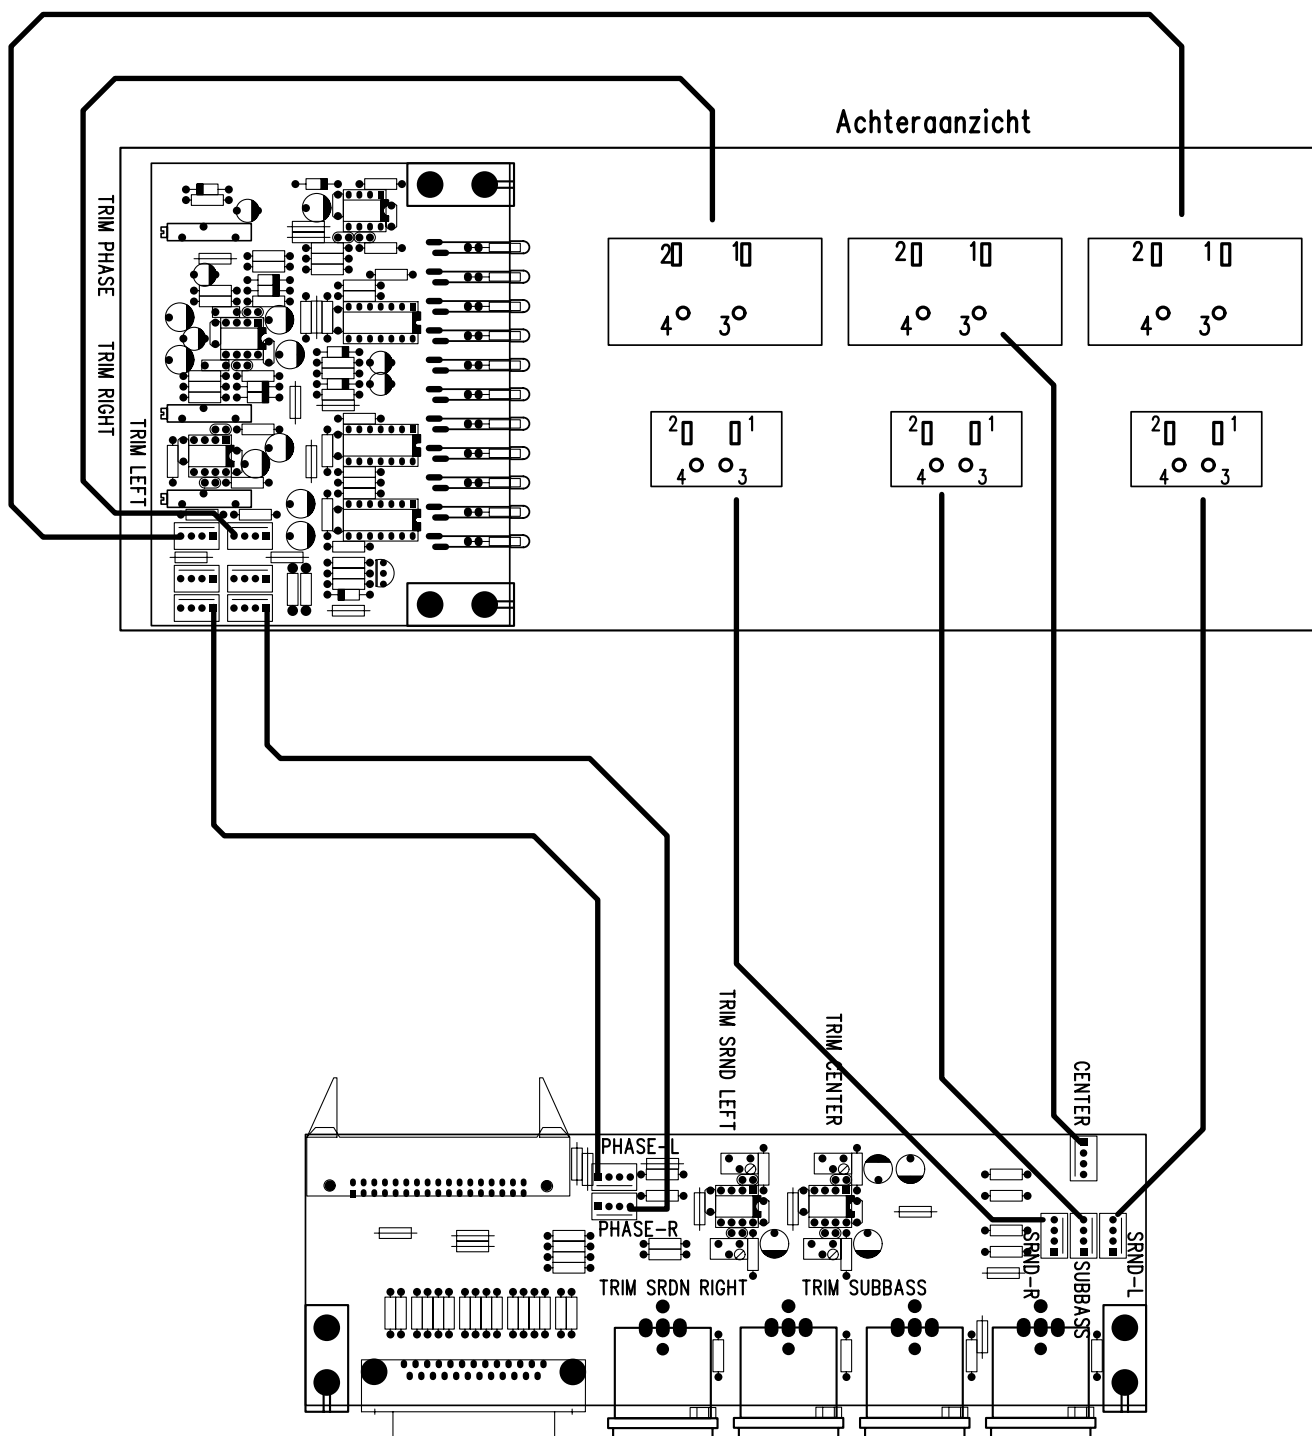 Achteraanzicht
TRIM PHASE
TRIM RIGHT
TRIM LEFT
2 1
4 3
2 1
4 3
2 1
4 3
2 1
4 3
2 1
4 3
2 1
4 3
TRIM SRND LEFT
TRIM CENTER
CENTER
PHASE-L
PHASE-R
SRND-R
SUBBASS
SRND-L
TRIM SRDN RIGHT
TRIM SUBBASS